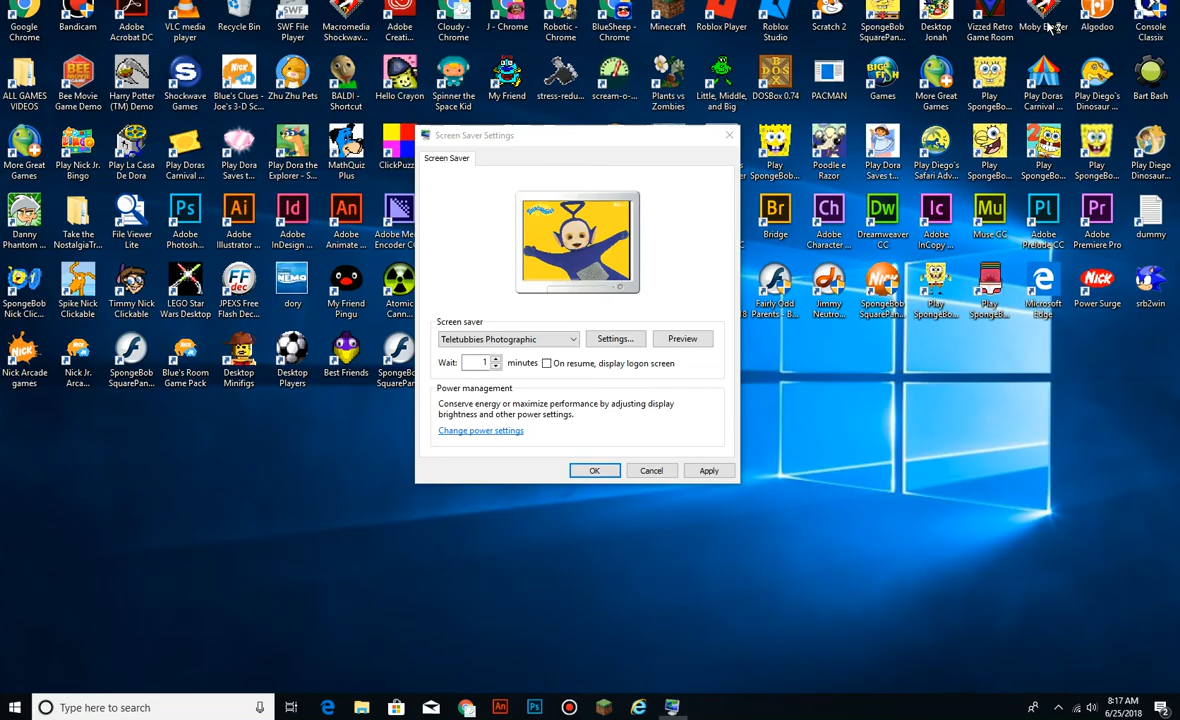 Google Chrome
Bandicam
Adobe Acrobat DC
VLC media player
Recycle Bin
SWF File Player
Macromedia Shockwav...
Adobe Creati...
Cloudy - Chrome
J - Chrome
Robotic - Chrome
BlueSheep - Chrome
Minecraft
Roblox Player
Roblox Studio
Scratch 2
SpongeBob SquarePan...
Desktop Jonah
Vizzed Retro Game Room
Algodoo
Console Classix
ALL GAMES VIDEOS
Bee Movie Game Demo
Harry Potter (TM) Demo
Shockwave Games
Blue's Clues - Joe's 3-D Sc...
Zhu Zhu Pets
BALDI - Shortcut
Hello Crayon
Spinner the Space Kid
My Friend
stress-redu...
scream-o-...
Plants vs Zombies
Little, Middle, and Big
DOSBox 0.74
PACMAN
Games
More Great Games
Play SpongeBo...
Play Doras Carnival ...
Play Diego's Dinosaur ...
Bart Bash
More Great Games
Play Nick Jr. Bingo
Play La Casa De Dora
Play Doras Carnival ...
Play Dora Saves t...
Play Dora the Explorer - S...
MathQuiz Plus
ClickPuzz
Play SpongeBo...
Poodle e Razor
Play Dora Saves t...
Play Diego's Safari Adv...
Play SpongeBo...
Play SpongeBo...
Play SpongeBo...
Play Diego Dinosaur...
Danny Phantom ...
Take the NostalgiaTr...
File Viewer Lite
Adobe Photosh...
Adobe Illustrator ...
Adobe InDesign ...
Adobe Animate ...
Adobe Me Encoder CC
Bridge
Adobe Character ...
Dreamweaver CC
Adobe InCopy ...
Muse CC
Adobe Prelude CC
Adobe Premiere Pro
dummy
SpongeBob Nick Clic...
Spike Nick Clickable
Timmy Nick Clickable
LEGO Star Wars Desktop
JPEXS Free Flash Dec...
dory
My Friend Pingu
Atomic Cann...
Fairly Odd Parents - B...
Jimmy Neutro...
SpongeBob SquarePan...
Play SpongeBo...
Play SpongeB...
Microsoft Edge
Power Surge
srb2win
Nick Arcade games
Nick Jr. Arca...
SpongeBob SquarePan...
Blue's Room Game Pack
Desktop Minifigs
Desktop Players
Best Friends
SpongeBo SquarePan
Screen Saver Settings
Screen Saver
Screen saver
Teletubbies Photographic
Settings...
Preview
Wait: 1 minutes
On resume, display logon screen
Power management
Conserve energy or maximize performance by adjusting display
brightness and other power settings.
Change power settings
OK
Cancel
Apply
Type here to search
8:17 AM
6/25/2018
2